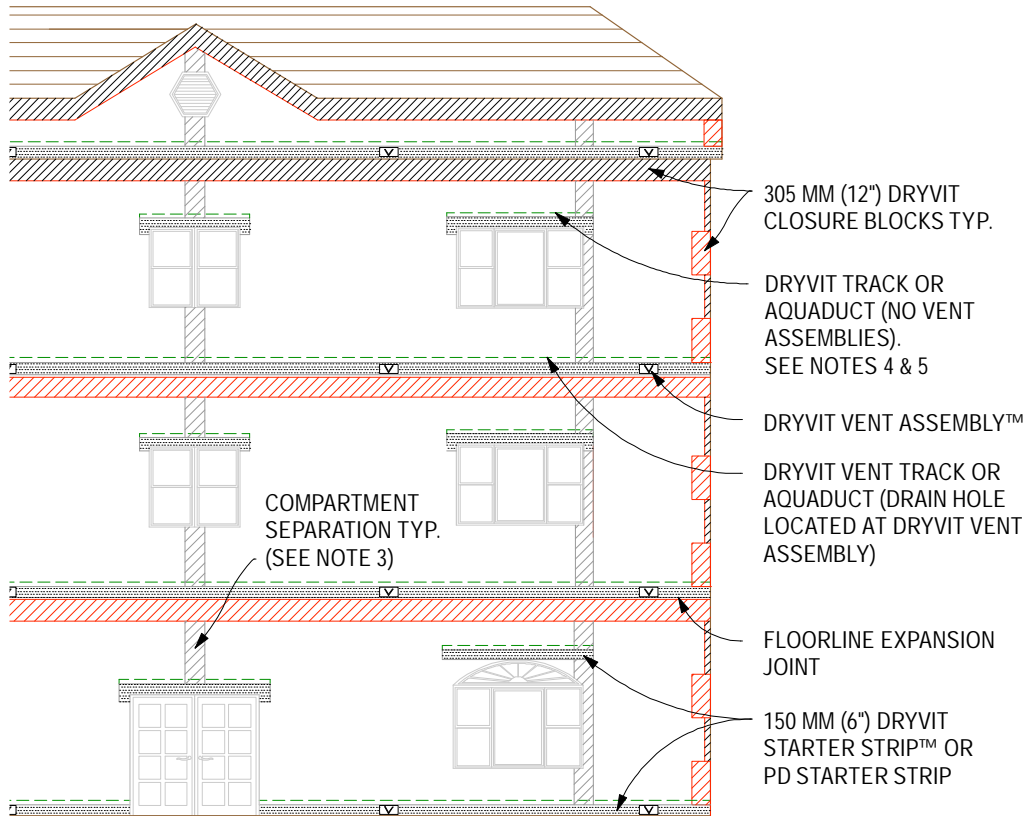 305 MM (12") DRYVIT
CLOSURE BLOCKS TYP.
DRYVIT TRACK OR
AQUADUCT (NO VENT
ASSEMBLIES).
SEE NOTES 4 & 5
DRYVIT VENT ASSEMBLY™
DRYVIT VENT TRACK OR
AQUADUCT (DRAIN HOLE
LOCATED AT DRYVIT VENT
ASSEMBLY)
COMPARTMENT
SEPARATION TYP.
(SEE NOTE 3)
FLOORLINE EXPANSION
JOINT
150 MM (6") DRYVIT
STARTER STRIP™ OR
PD STARTER STRIP